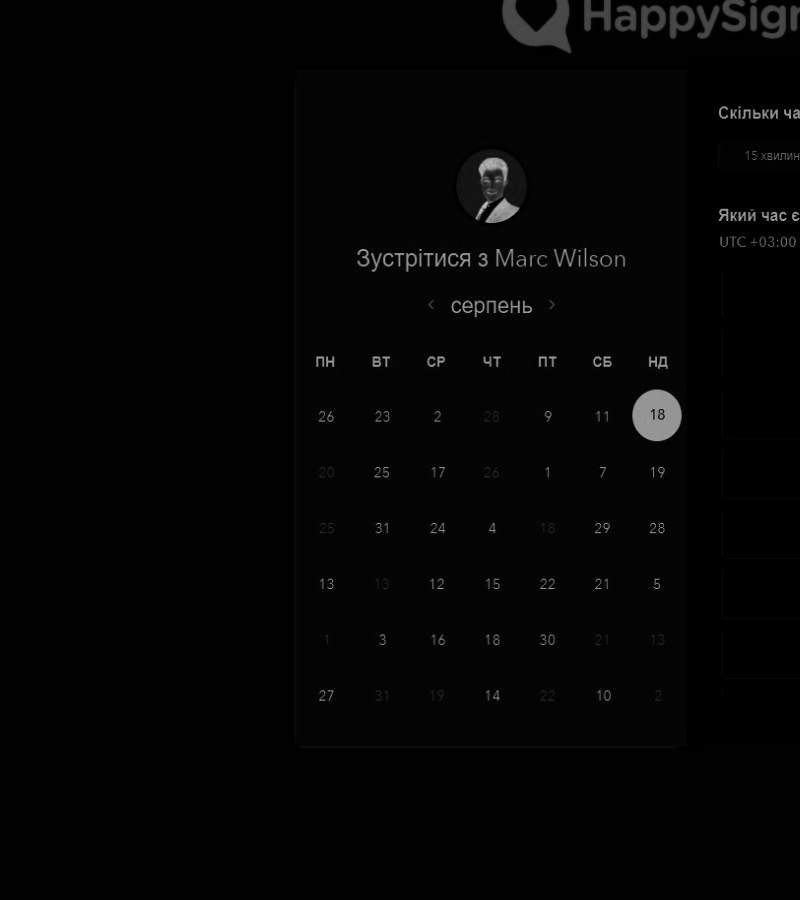 HappySign
Зустрітися з Marc Wilson
серпень
ПН ВТ СР ЧТ ПТ СБ НД
26 23 2 28 9 11 18
20 25 17 26 1 7 19
25 31 24 4 18 29 28
13 13 12 15 22 21 5
1 3 16 18 30 21 13
27 31 19 14 22 10 2
Скільки ча
15 хвилин
Який час є
UTC +03:00